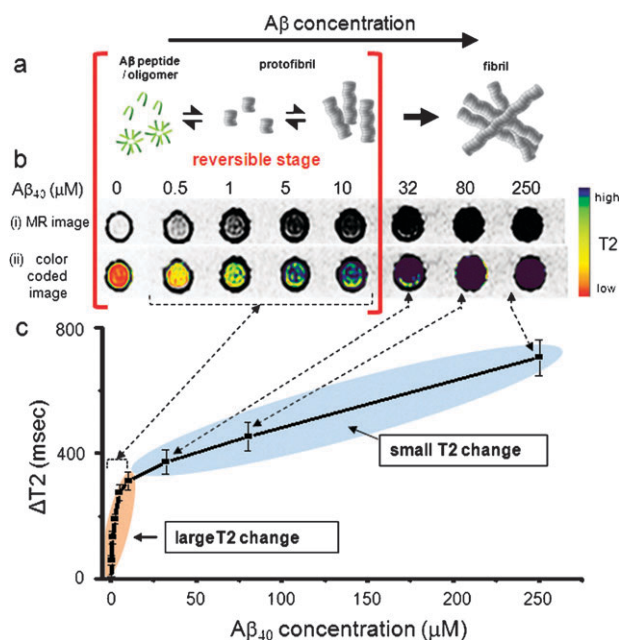 Aβ concentration
a
Aβ peptide
/ oligomer
protofibril
fibril
reversible stage
b
Aβ40 (μM) 0 0.5 1 5 10 32 80 250
(i) MR image
(ii) color
coded
image
high
T2
low
c
800
400
0
ΔT2 (msec)
small T2 change
largeT2 change
0 50 100 150 200 250
Aβ40 concentration (μM)